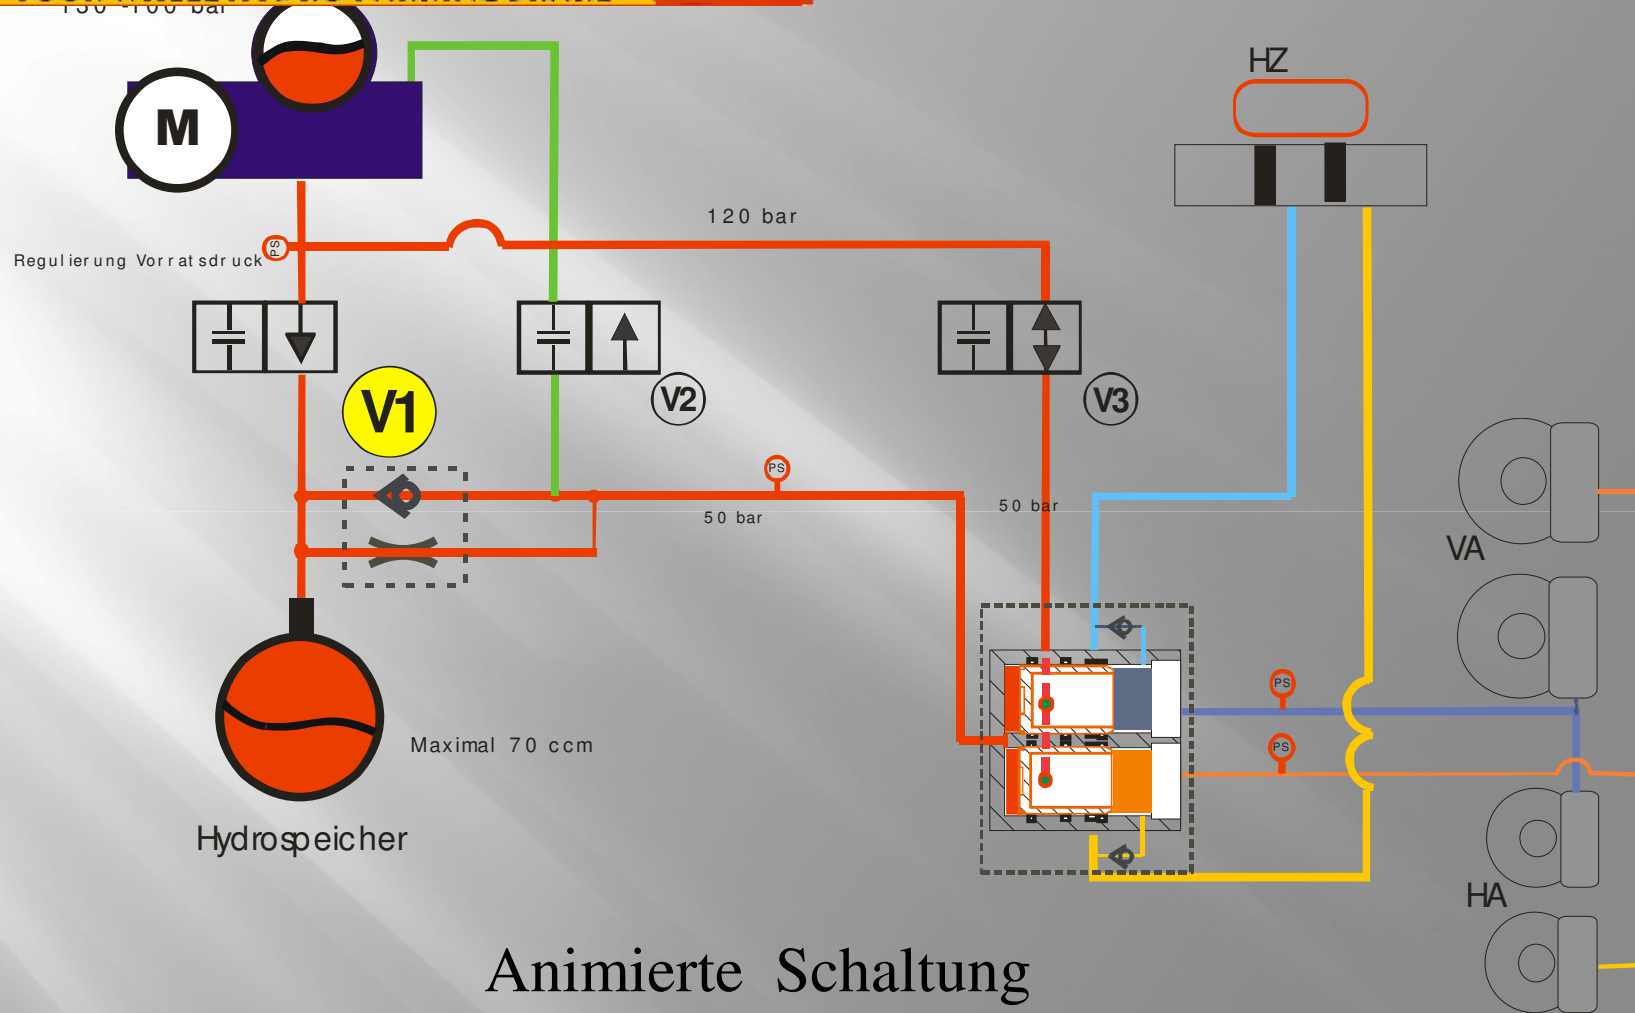 HZ
M
120 bar
PS
Regulierung Vorratsdruck
V1
V2
V3
PS
50 bar
50 bar
VA
PS
PS
Maximal 70 ccm
Hydrospeicher
HA
Animierte Schaltung